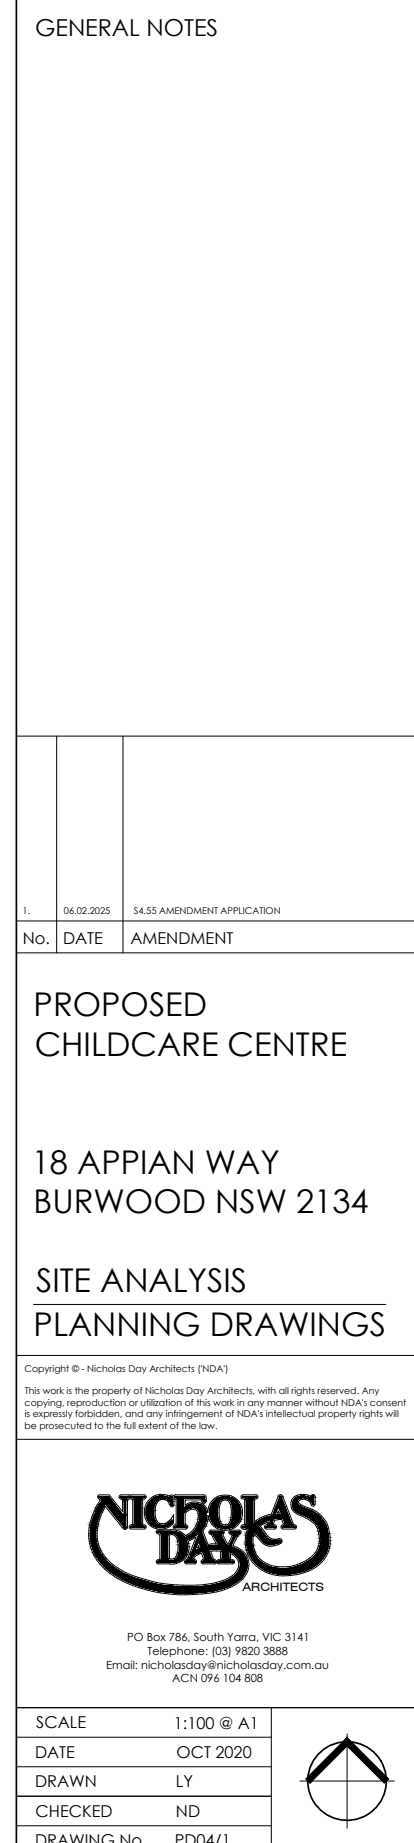 GENERAL NOTES
1. 06.02.2025 S4.55 AMENDMENT APPLICATION
No. DATE AMENDMENT
PROPOSED
CHILDCARE CENTRE
18 APPIAN WAY
BURWOOD NSW 2134
SITE ANALYSIS
PLANNING DRAWINGS
Copyright © - Nicholas Day Architects ('NDA')
This work is the property of Nicholas Day Architects, with all rights reserved. Any
copying, reproduction or utilization of this work in any manner without NDA's consent
is expressly forbidden, and any infringement of NDA's intellectual property rights will
be prosecuted to the full extent of the law.
NICHOLAS
DAY
ARCHITECTS
PO Box 786, South Yarra, VIC 3141
Telephone: (03) 9820 3888
Email: nicholasday@nicholasday.com.au
ACN 096 104 808
SCALE 1:100 @ A1
DATE OCT 2020
DRAWN LY
CHECKED ND
DRAWING No. PD04/1